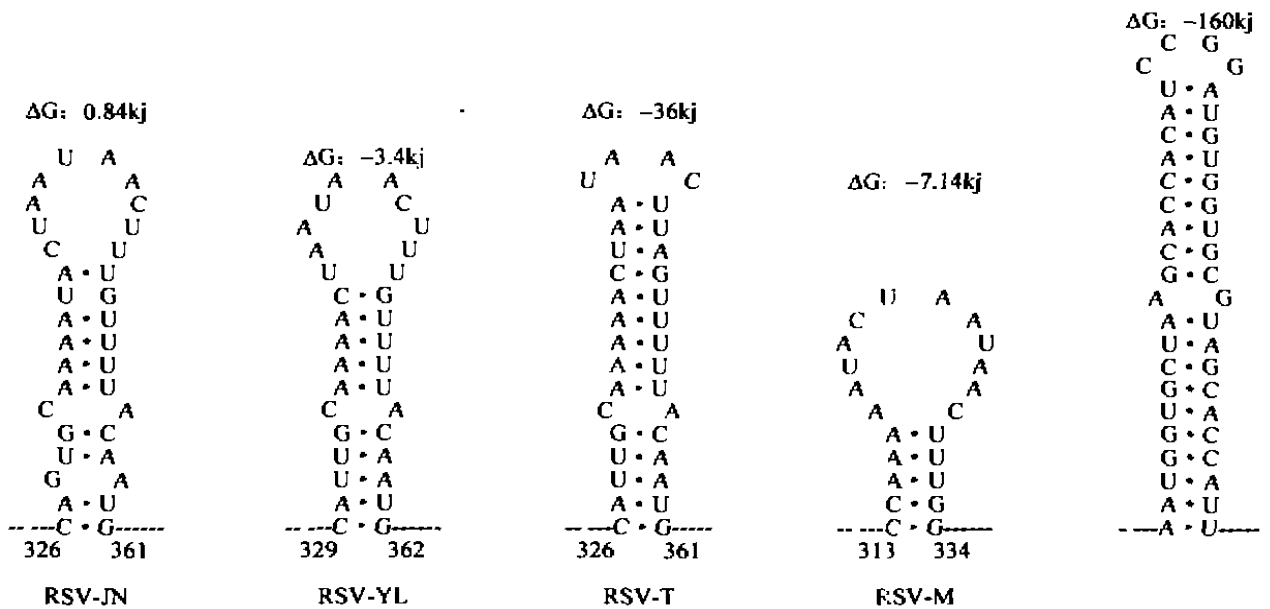 ΔG: 0.84kj
U A
A A
A C
U U
C U
A • U
U G
A • U
A • U
A • U
A • U
C A
G • C
U • A
G A
A • U
-- ---C • G------
326 361
RSV-JN
ΔG: -3.4kj
A A
U C
A U
A U
U U
C • G
A • U
A • U
A • U
A • U
C A
G • C
U • A
U • A
A • U
-- ---C • G------
329 362
RSV-YL
ΔG: -36kj
A A
U C
A • U
A • U
U • A
C • G
A • U
A • U
A • U
A • U
A • U
C A
G • C
U • A
U • A
A • U
-- ---C • G------
326 361
RSV-T
ΔG: -7.14kj
U A
C A
A U
U A
A A
A C
A • U
A • U
A • U
C • G
-- ---C • G------
313 334
RSV-M
ΔG: -160kj
C G
C G
U • A
A • U
C • G
A • U
C • G
C • G
A • U
C • G
G • C
A G
A • U
U • A
C • G
G • C
U • A
G • C
G • C
U • A
A • U
-----A • U------